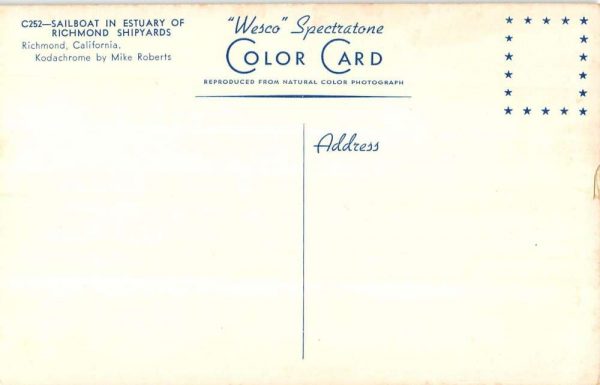 C252—SAILBOAT IN ESTUARY OF
RICHMOND SHIPYARDS
Richmond, California.
Kodachrome by Mike Roberts
"Wesco" Spectratone
COLOR CARD
REPRODUCED FROM NATURAL COLOR PHOTOGRAPH
Address